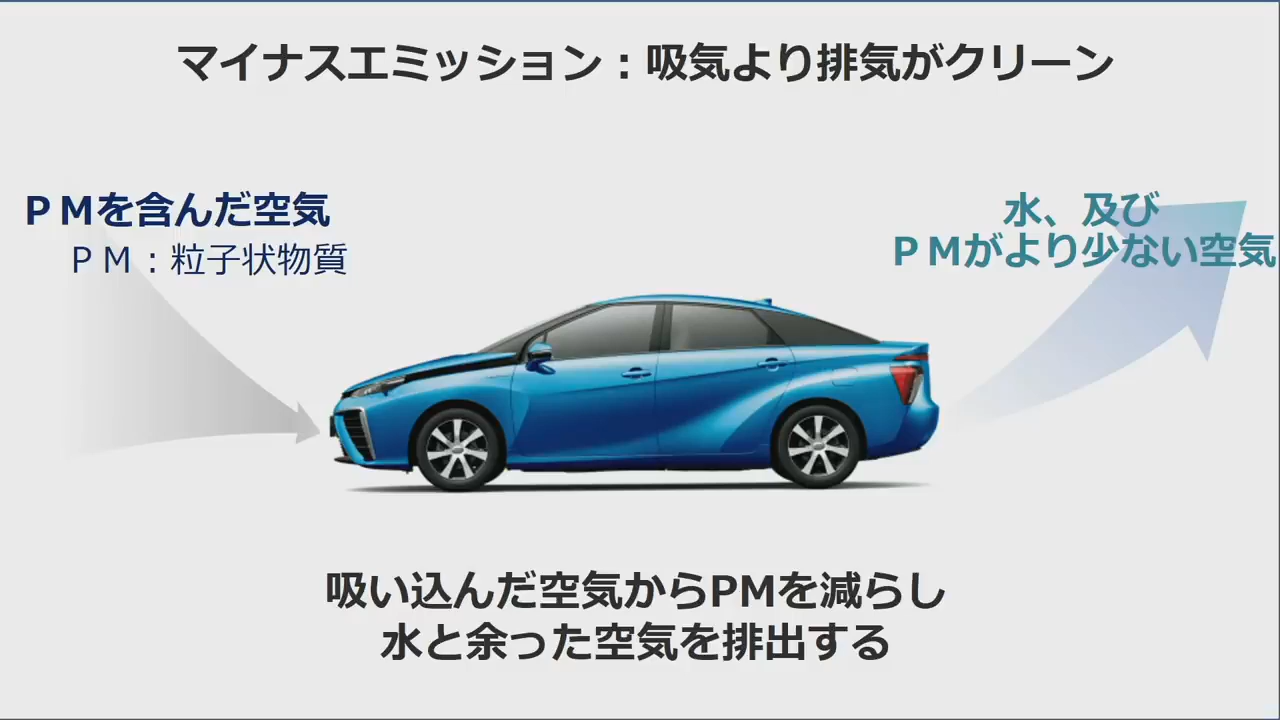 マイナスエミッション：吸気より排気がクリーン
ＰＭを含んだ空気
ＰＭ：粒子状物質
水、及び
ＰＭがより少ない空気
吸い込んだ空気からPMを減らし
水と余った空気を排出する